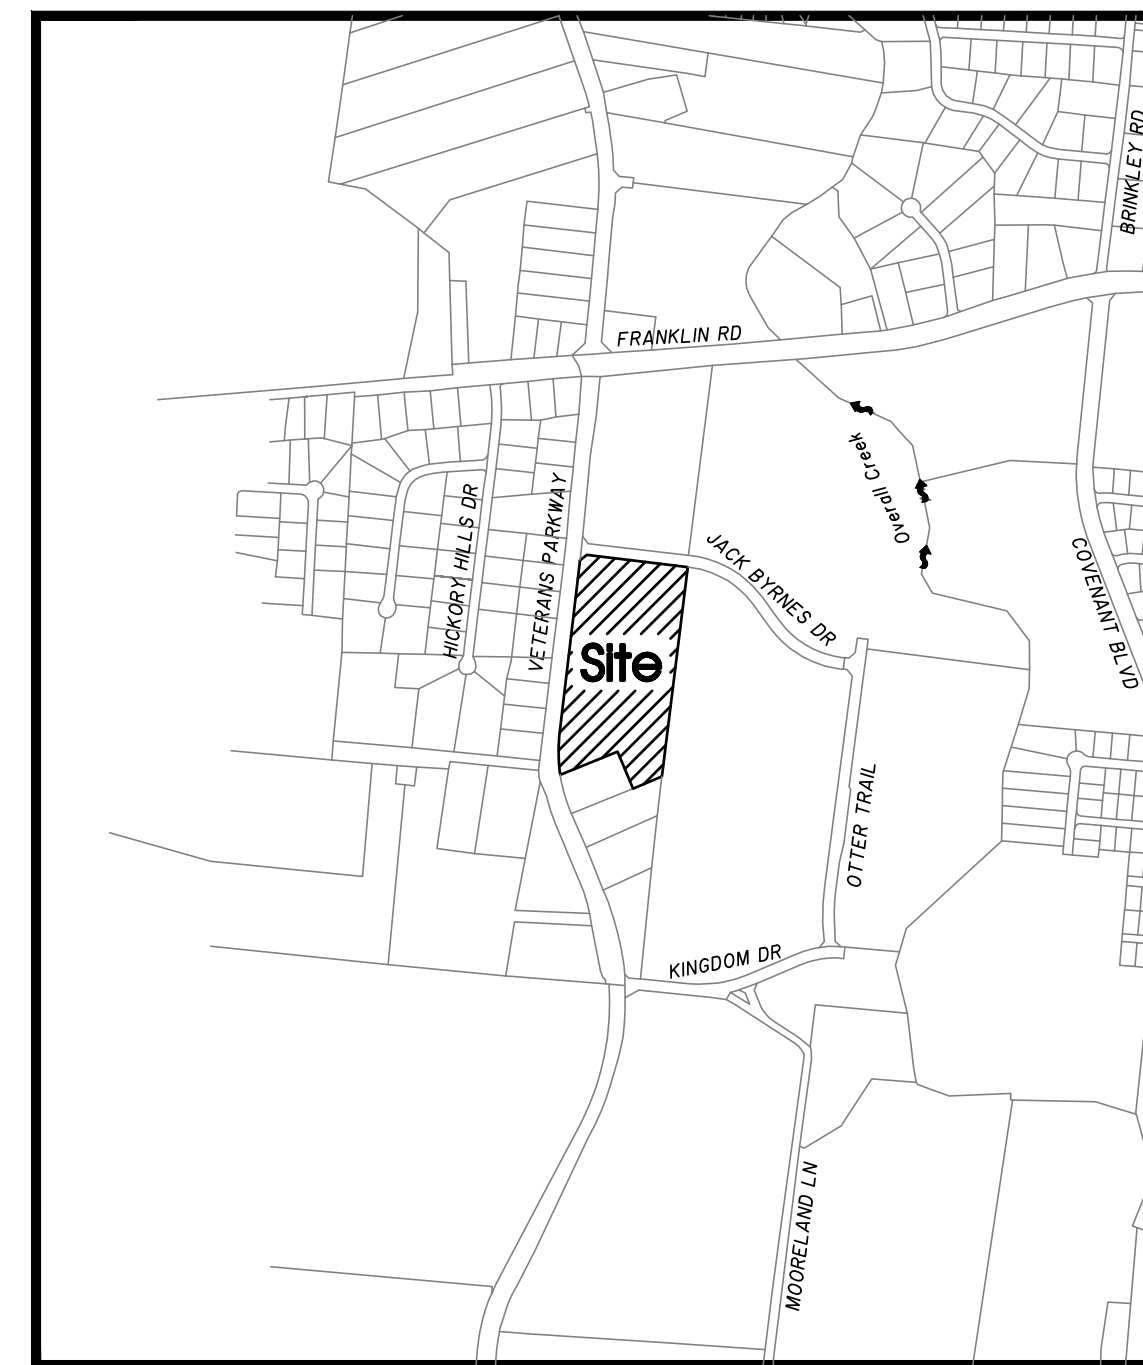 BRINKLEY RD
FRANKLIN RD
Overall Creek
HICKORY HILLS DR
VETERANS PARKWAY
JACK BYRNES DR
COVENANT BLVD
Site
OTTER TRAIL
KINGDOM DR
MOORELAND LN